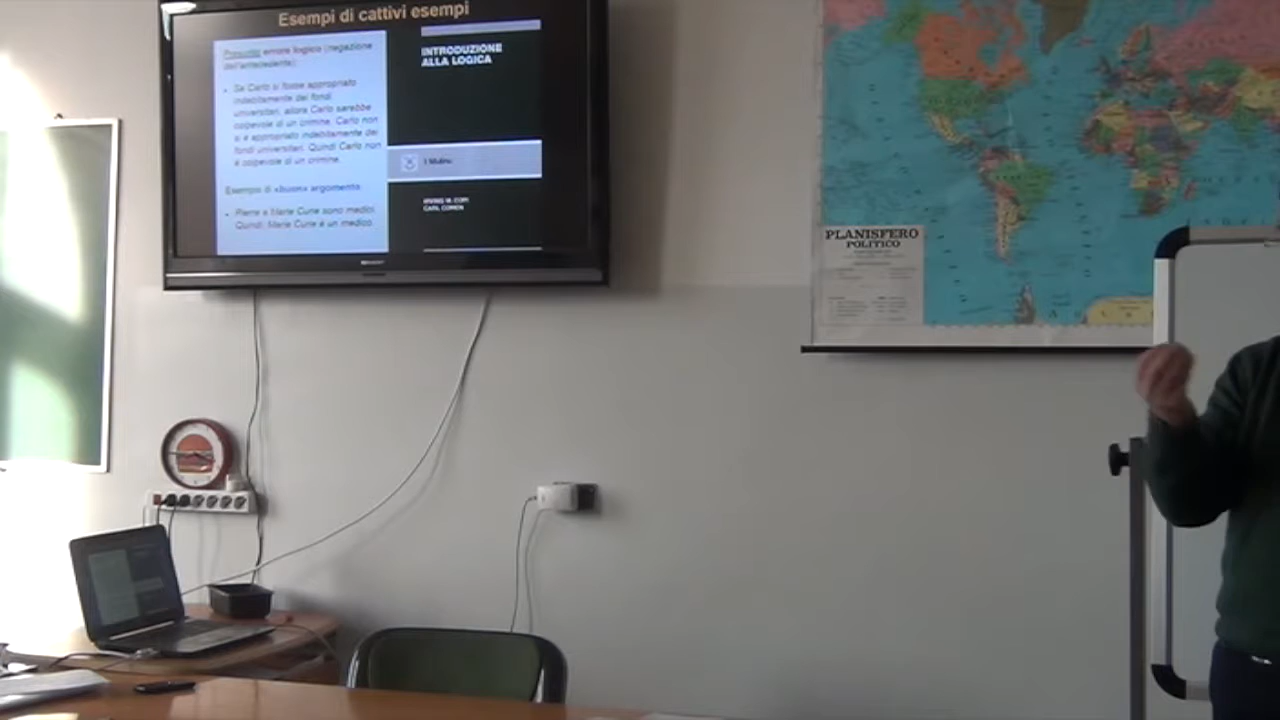 Esempi di cattivi esempi
Presunto errore logico (negazione
dell'antecedente):
Se Carlo si fosse appropriato
indebitamente dei fondi
universitari, allora Carlo sarebbe
colpevole di un crimine. Carlo non
si è appropriato indebitamente dei
fondi universitari. Quindi Carlo non
è colpevole di un crimine.
Esempio di «buon» argomento
Pierre e Marie Curie sono medici.
Quindi: Marie Curie è un medico.
INTRODUZIONE
ALLA LOGICA
Il Mulino
IRVING M. COPI
CARL COHEN
SHARP
PLANISFERO
POLITICO